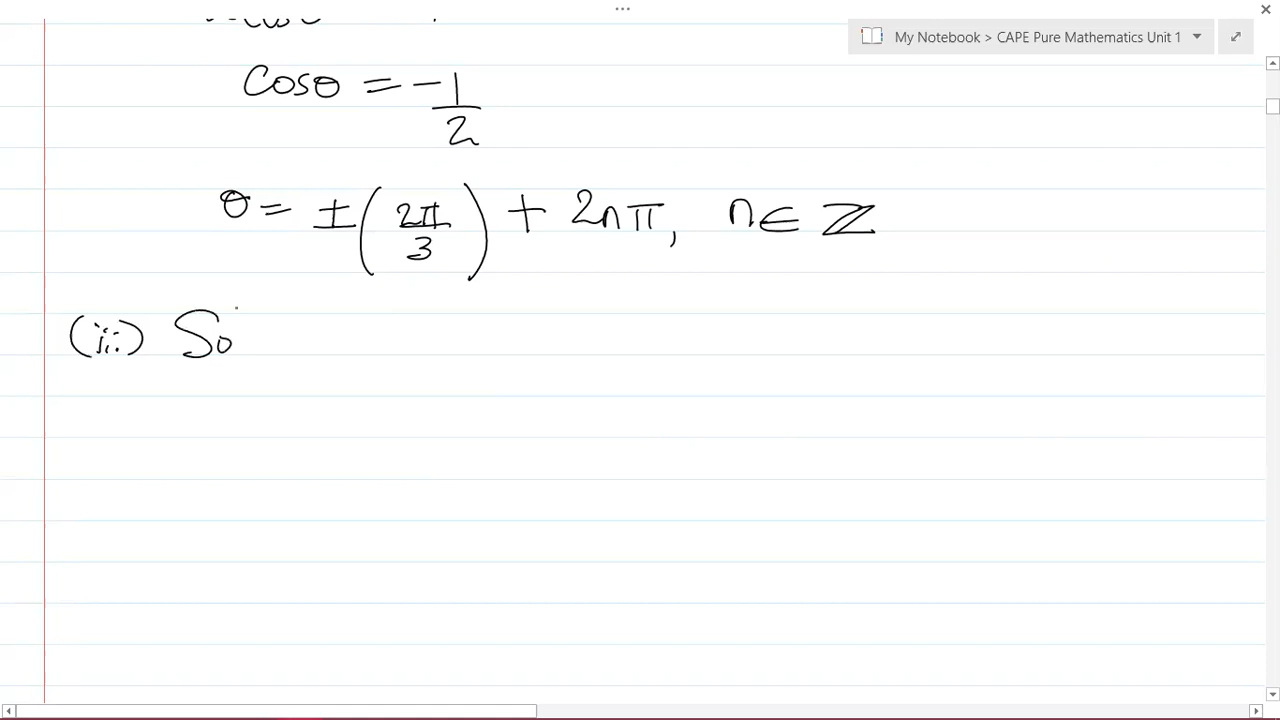 My Notebook > CAPE Pure Mathematics Unit 1
cosθ = -1/2
θ = ±(2π/3) + 2nπ, n ∈ ℤ
(ii) So